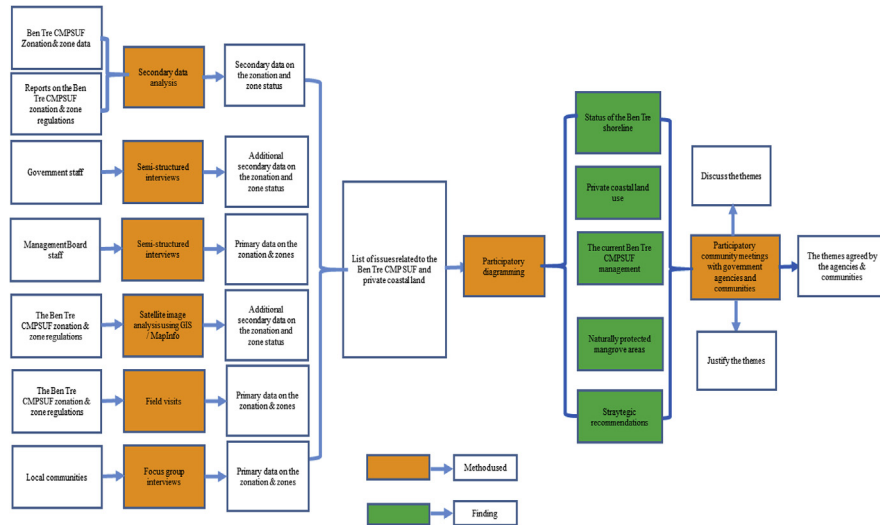 Ben Tre CMPSUF
Zonation & zone data
Reports on the Ben
Tre CMPSUF
zonation & zone
regulations
Secondary data
analysis
Secondary data on
the zonation and
zone status
Government staff
Semi-structured
interviews
Additional
secondary data on
the zonation and
zone status
Management Board
staff
Semi-structured
interviews
Primary data on the
zonation & zones
The Ben Tre
CMPSUF zonation &
zone regulations
Satellite image
analysis using GIS
/ MapInfo
Additional
secondary data on
the zonation and
zone status
The Ben Tre
CMPSUF zonation &
zone regulations
Field visits
Primary data on the
zonation & zones
Local communities
Focus group
interviews
Primary data on the
zonation & zones
List of issues related to the
Ben Tre CMPSUF and
private coastal land
Participatory
diagramming
Status of the Ben Tre
shoreline
Private coastal land
use
The current Ben Tre
CMPSUF
management
Naturally protected
mangrove areas
Straytegic
recommendations
Discuss the themes
Participatory
community meetings
with government
agencies and
communities
The themes agreed by
the agencies &
communities
Justify the themes
Method used
Finding